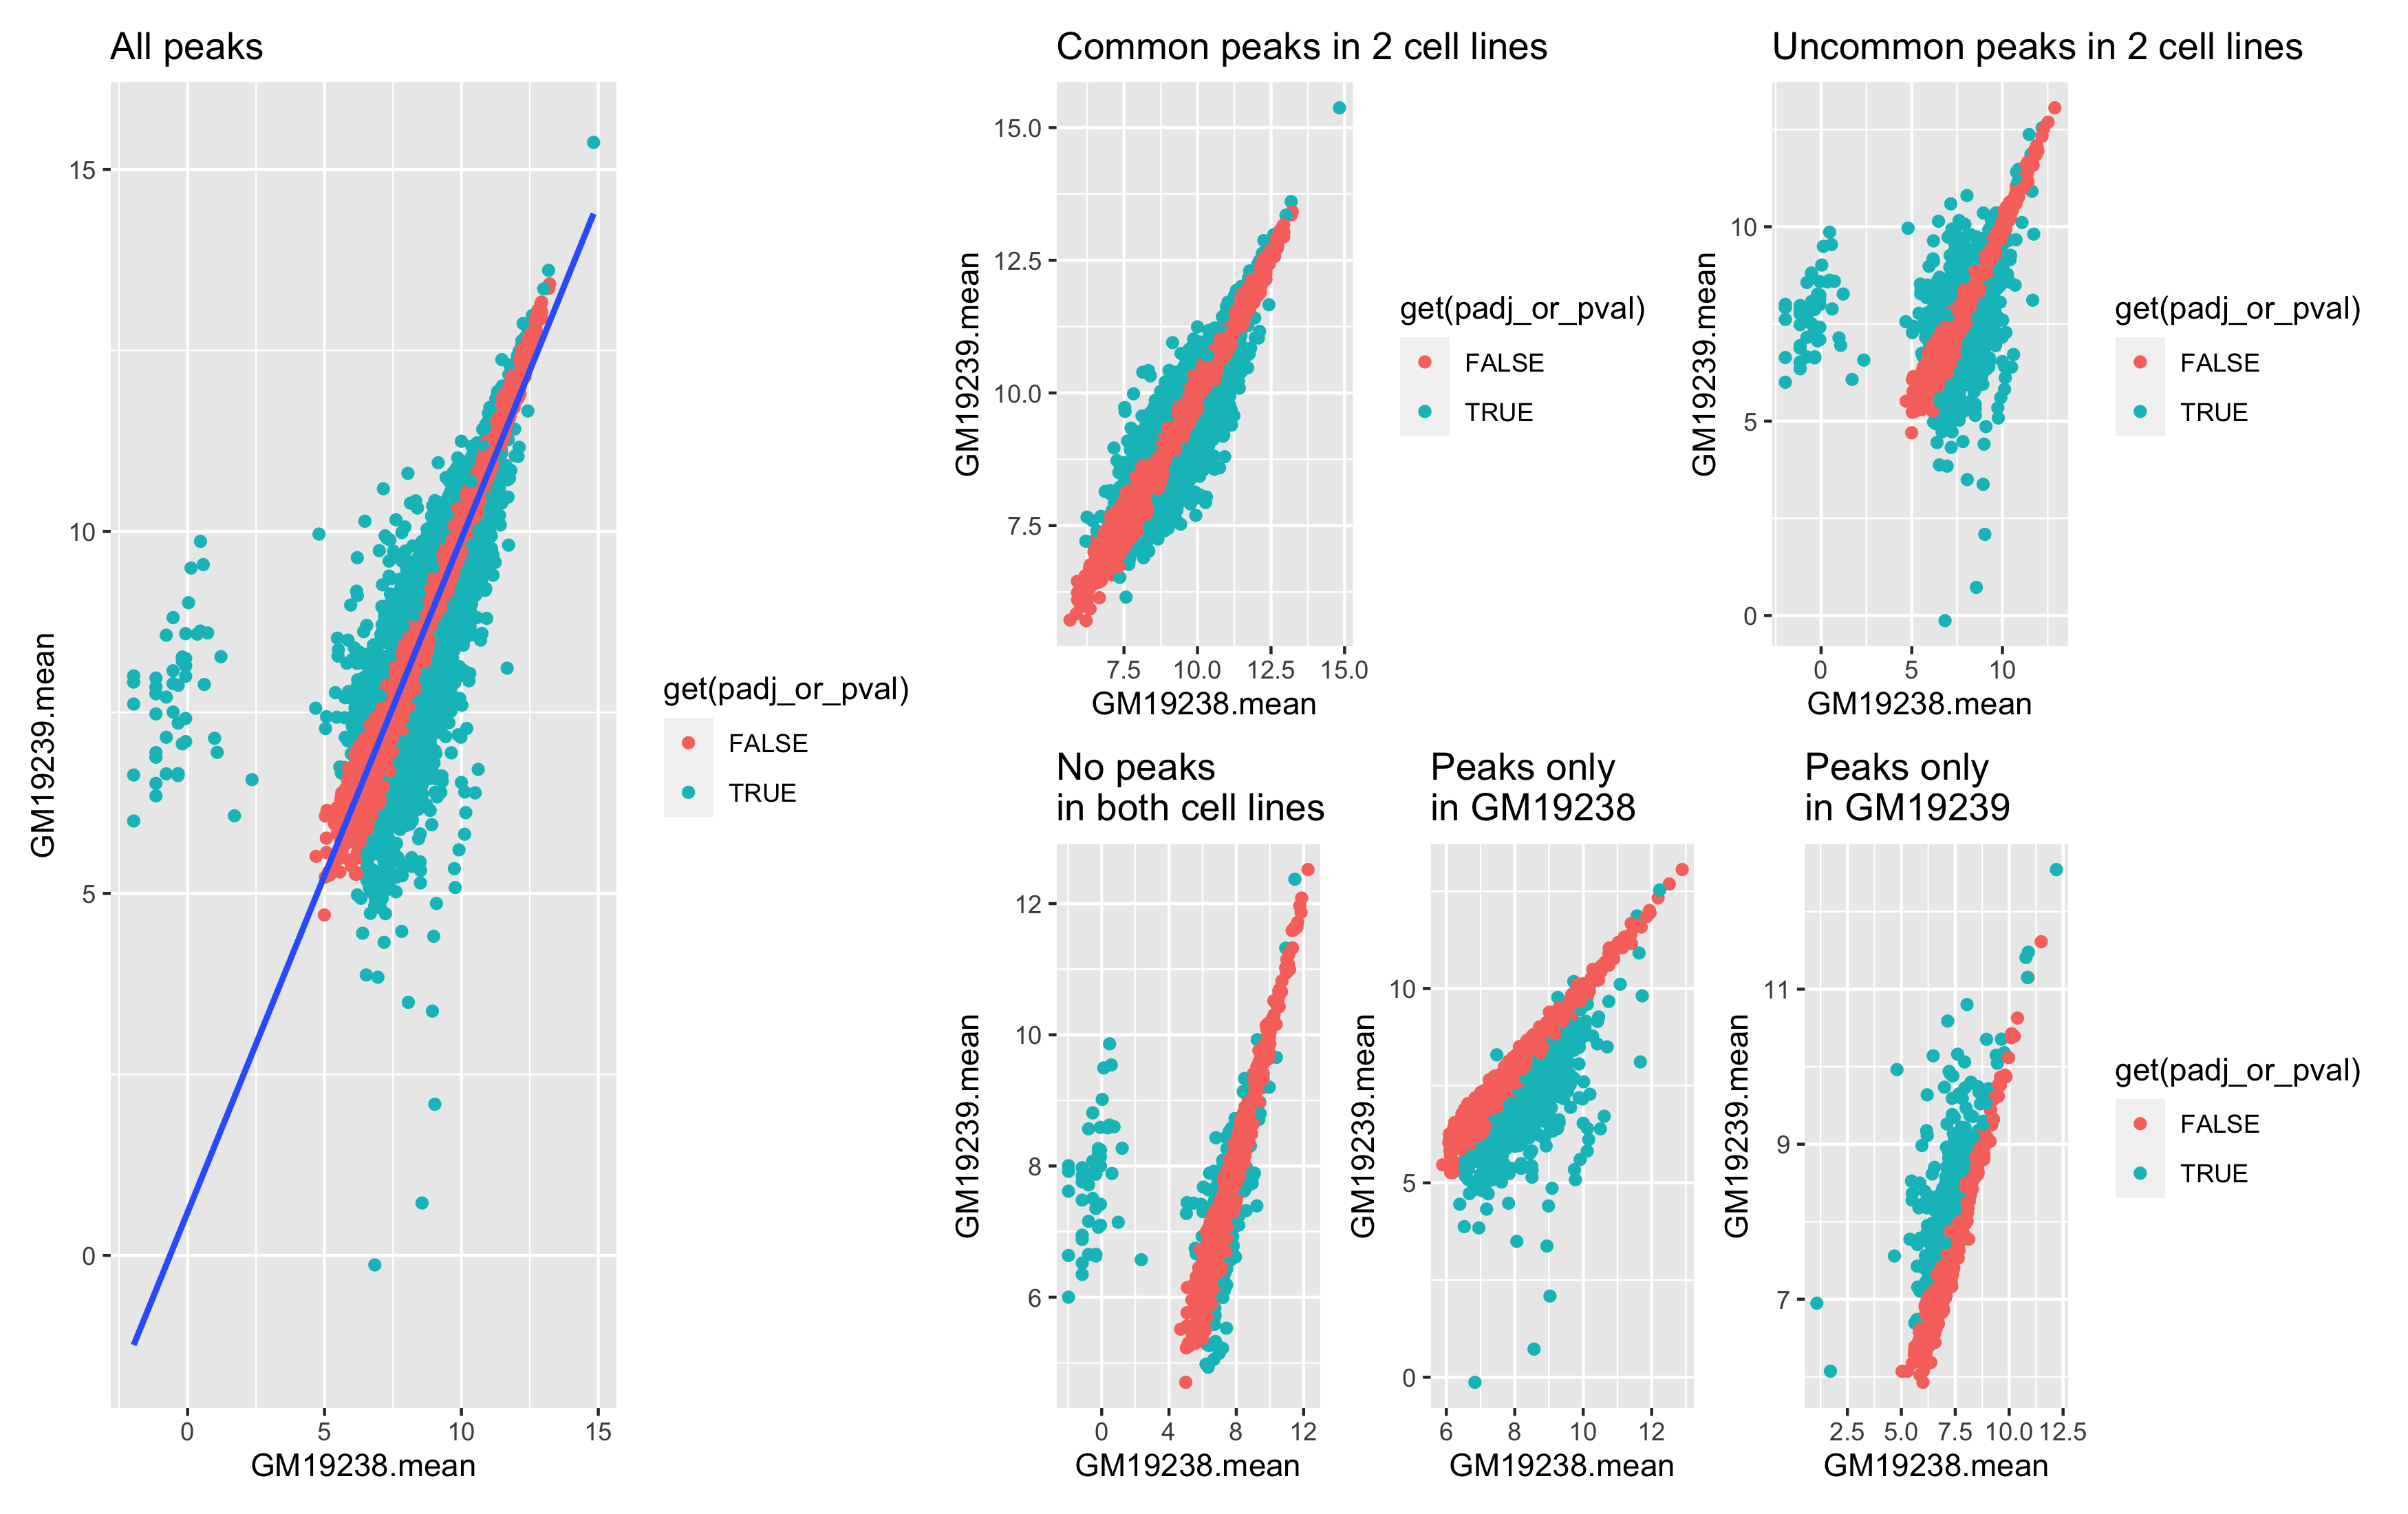 All peaks
15
10
5
0
0 5 10 15
GM19239.mean
GM19238.mean
get(padj_or_pval)
FALSE
TRUE
Common peaks in 2 cell lines
15.0
12.5
10.0
7.5
7.5 10.0 12.5 15.0
GM19239.mean
GM19238.mean
get(padj_or_pval)
FALSE
TRUE
Uncommon peaks in 2 cell lines
10
5
0
0 5 10
GM19239.mean
GM19238.mean
get(padj_or_pval)
FALSE
TRUE
No peaks
in both cell lines
12
10
8
6
0 4 8 12
GM19239.mean
GM19238.mean
Peaks only
in GM19238
10
5
0
6 8 10 12
GM19239.mean
GM19238.mean
Peaks only
in GM19239
11
9
7
2.5 5.0 7.5 10.0 12.5
GM19239.mean
GM19238.mean
get(padj_or_pval)
FALSE
TRUE